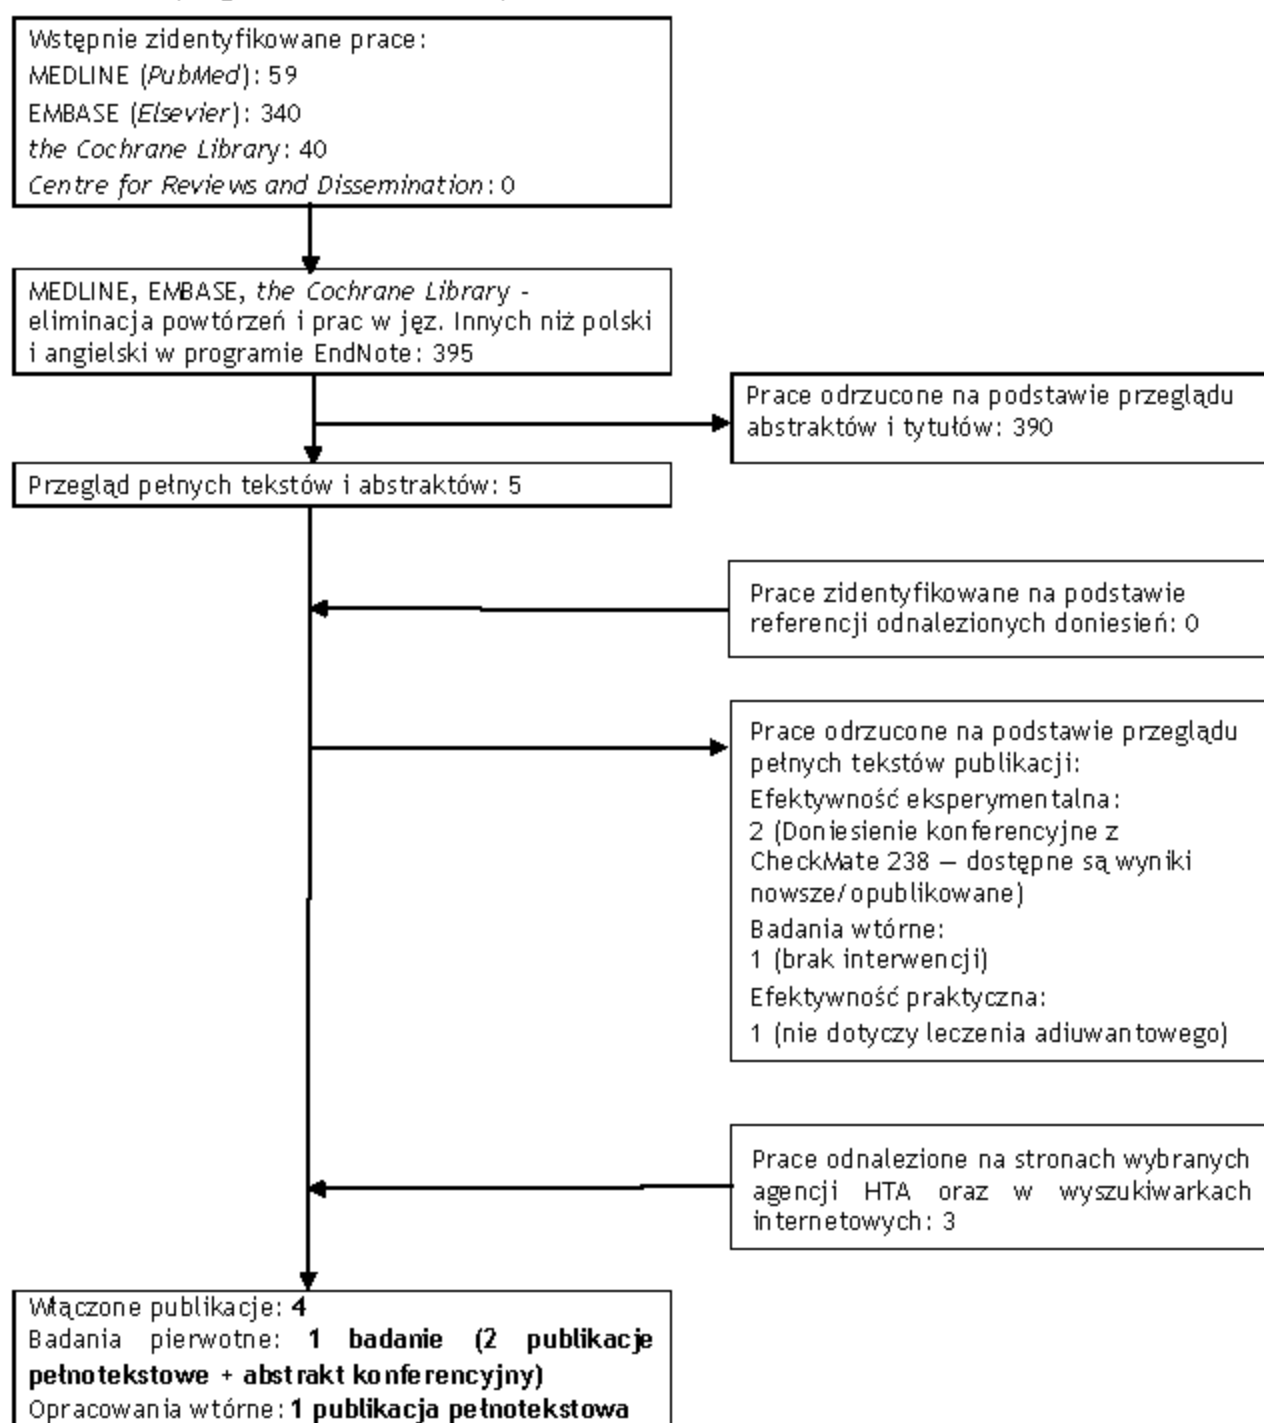 Wstępnie zidentyfikowane prace:
MEDLINE (PubMed): 59
EMBASE (Elsevier): 340
the Cochrane Library: 40
Centre for Reviews and Dissemination: 0
MEDLINE, EMBASE, the Cochrane Library -
eliminacja powtórzeń i prac w jęz. Innych niż polski
i angielski w programie EndNote: 395
Prace odrzucone na podstawie przeglądu
abstraktów i tytułów: 390
Przegląd pełnych tekstów i abstraktów: 5
Prace zidentyfikowane na podstawie
referencji odnalezionych doniesień: 0
Prace odrzucone na podstawie przeglądu
pełnych tekstów publikacji:
Efektywność eksperymentalna:
2 (Doniesienie konferencyjne z
CheckMate 238 — dostępne są wyniki
nowsze/opublikowane)
Badania wtórne:
1 (brak interwencji)
Efektywność praktyczna:
1 (nie dotyczy leczenia adiuwantowego)
Prace odnalezione na stronach wybranych
agencji HTA oraz w wyszukiwarkach
internetowych: 3
Włączone publikacje: 4
Badania pierwotne: 1 badanie (2 publikacje
pełnotekstowe + abstrakt konferencyjny)
Opracowania wtórne: 1 publikacja pełnotekstowa